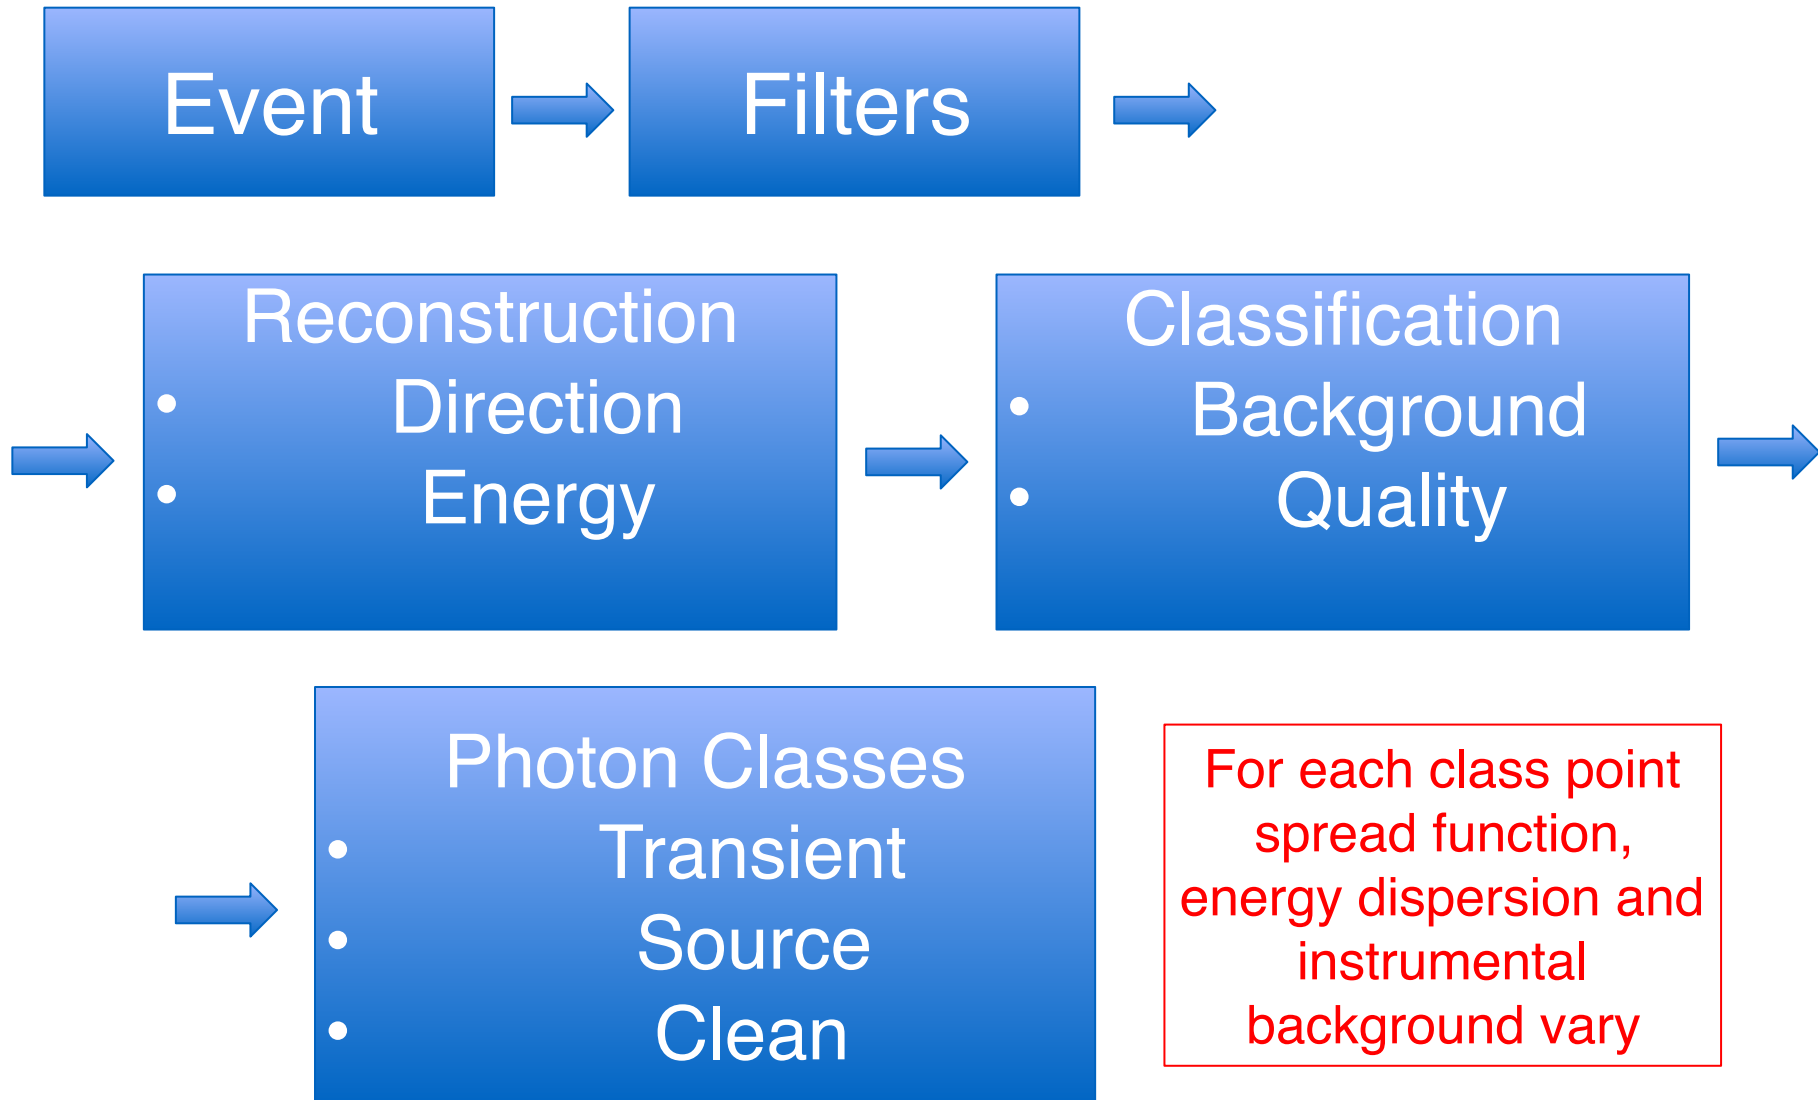 Event
Filters
Reconstruction
• Direction
• Energy
Classification
• Background
• Quality
Photon Classes
• Transient
• Source
• Clean
For each class point
spread function,
energy dispersion and
instrumental
background vary